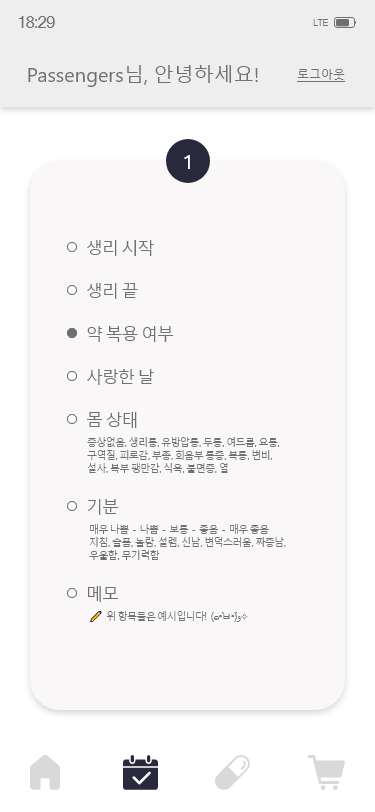 18:29
LTE
Passengers님, 안녕하세요!
로그아웃
1
생리 시작
생리 끝
약 복용 여부
사랑한 날
몸 상태
증상없음, 생리통, 유방압통, 두통, 여드름, 요통,
구역질, 피로감, 부종, 회음부 통증, 복통, 변비,
설사, 복부 팽만감, 식욕, 불면증, 열
기분
매우 나쁨 - 나쁨 - 보통 - 좋음 - 매우 좋음
지침, 슬픔, 놀람, 설렘, 신남, 변덕스러움, 짜증남,
우울함, 무기력함
메모
위 항목들은 예시입니다! (๑•̀ㅂ•́)و✧